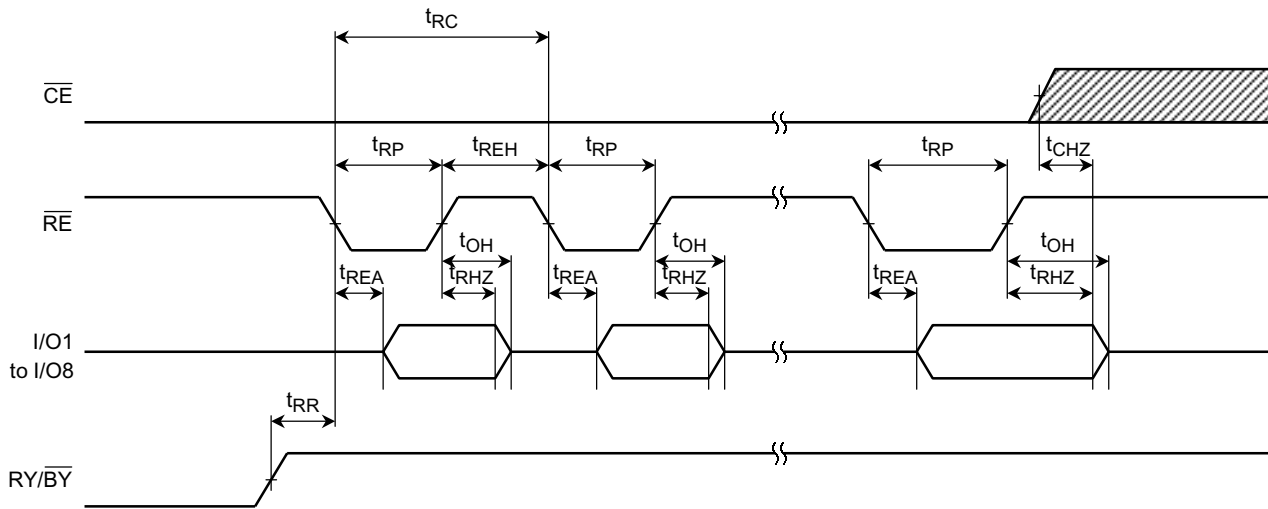 tRC
CE
tRP tREH tRP tRP tCHZ
RE
tOH tOH tOH
tREA tRHZ tREA tRHZ tREA tRHZ
I/O1
to I/O8
tRR
RY/BY